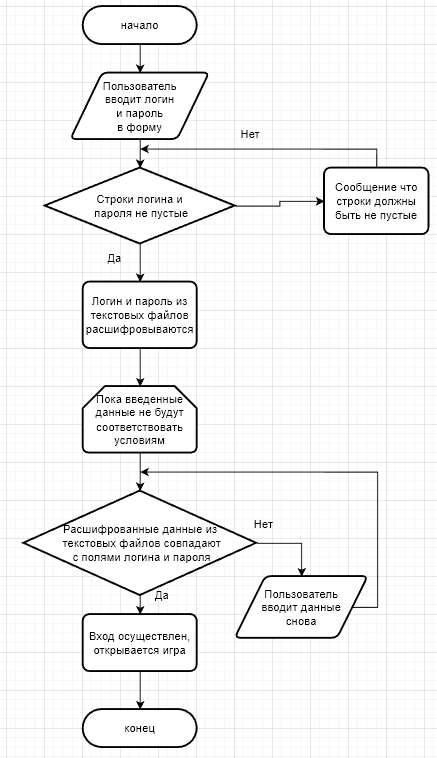 начало
Пользователь
вводит логин
и пароль
в форму
Нет
Строки логина и
пароля не пустые
Сообщение что
строки должны
быть не пустые
Да
Логин и пароль из
текстовых файлов
расшифровываются
Пока введенные
данные не будут
соответствовать
условиям
Расшифрованные данные из
текстовых файлов совпадают
с полями логина и пароля
Нет
Пользователь
вводит данные
снова
Да
Вход осуществлен,
открывается игра
конец